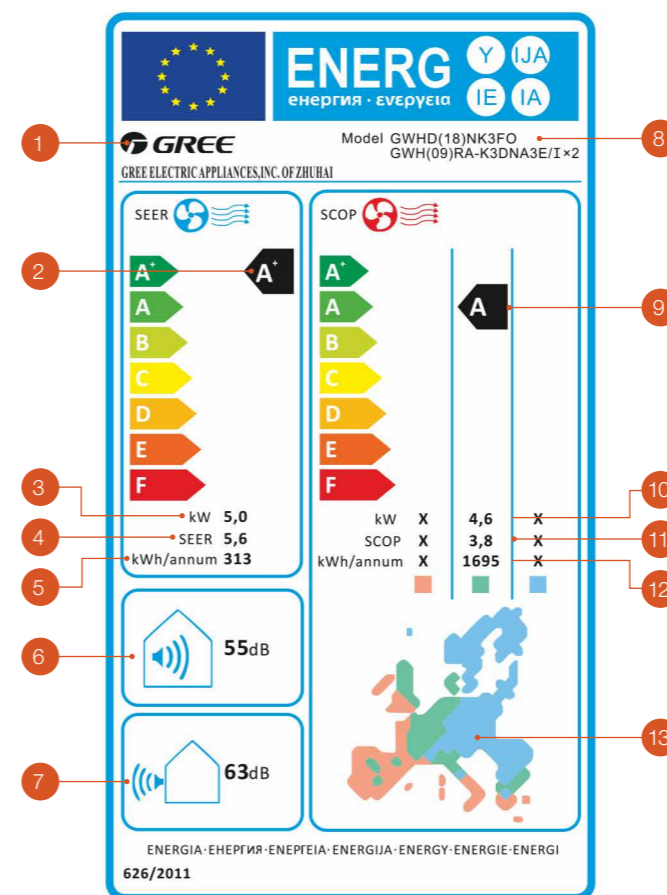 ENERG
енергия · ενεργεια
Y IJA
IE IA
1
GREE
Model GWHD(18)NK3FO
GWH(09)RA-K3DNA3E/I×2
8
GREE ELECTRIC APPLIANCES,INC. OF ZHUHAI
SEER
SCOP
2
A+
A+
A+
A
A
A
9
B
B
C
C
D
D
E
E
F
F
3
kW 5,0
kW X 4,6 X
10
4
SEER 5,6
SCOP X 3,8 X
11
5
kWh/annum 313
kWh/annum X 1695 X
12
6
55dB
7
63dB
13
ENERGIA·ЕНЕРГИЯ·ΕΝΕΡΓΕΙΑ·ENERGIJA·ENERGY·ENERGIE·ENERGI
626/2011